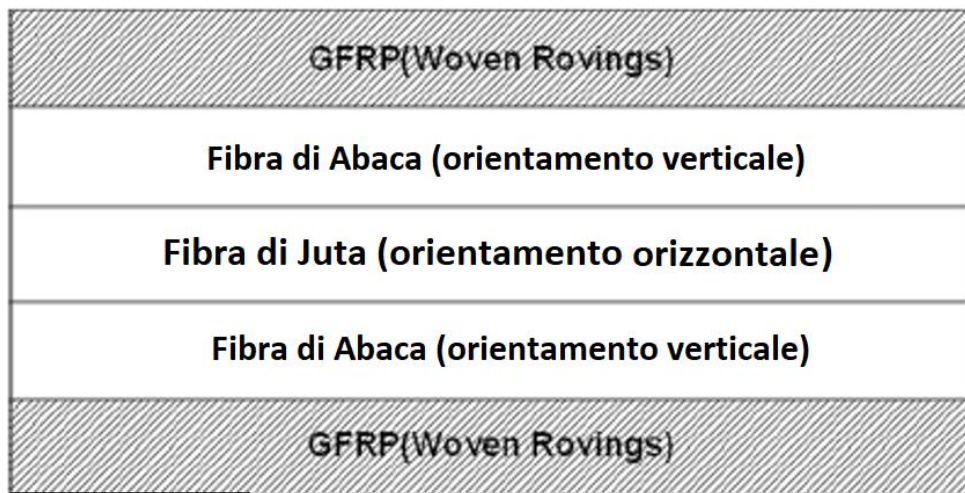 GFRP(Woven Rovings)
Fibra di Abaca (orientamento verticale)
Fibra di Juta (orientamento orizzontale)
Fibra di Abaca (orientamento verticale)
GFRP(Woven Rovings)